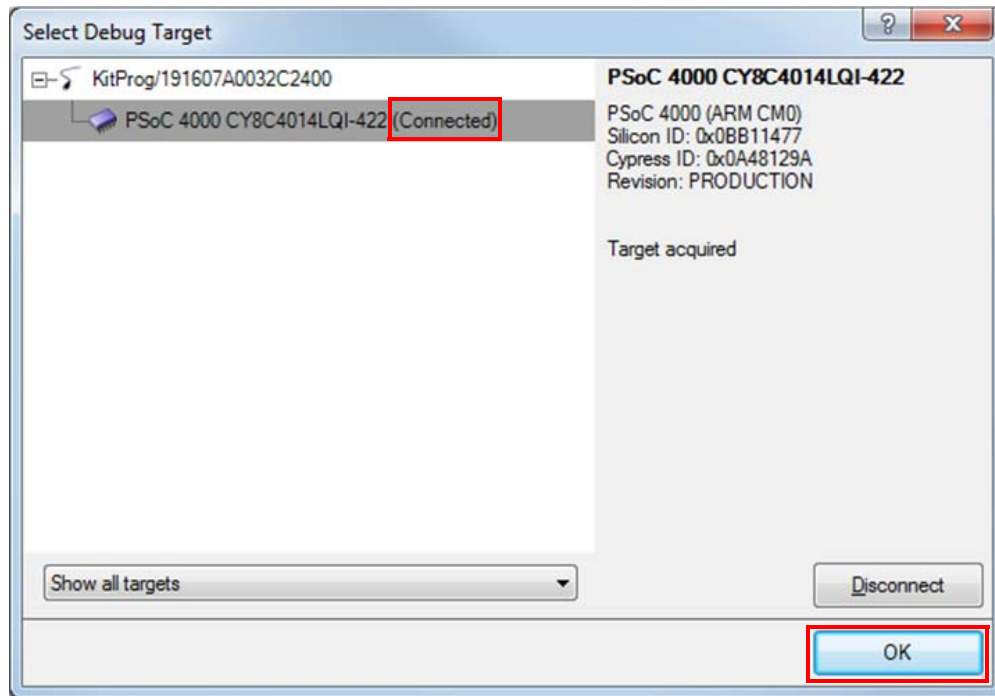 Select Debug Target
KitProg/191607A0032C2400
PSoC 4000 CY8C4014LQI-422 (Connected)
PSoC 4000 CY8C4014LQI-422
PSoC 4000 (ARM CM0)
Silicon ID: 0x0BB11477
Cypress ID: 0x0A48129A
Revision: PRODUCTION
Target acquired
Show all targets
Disconnect
OK